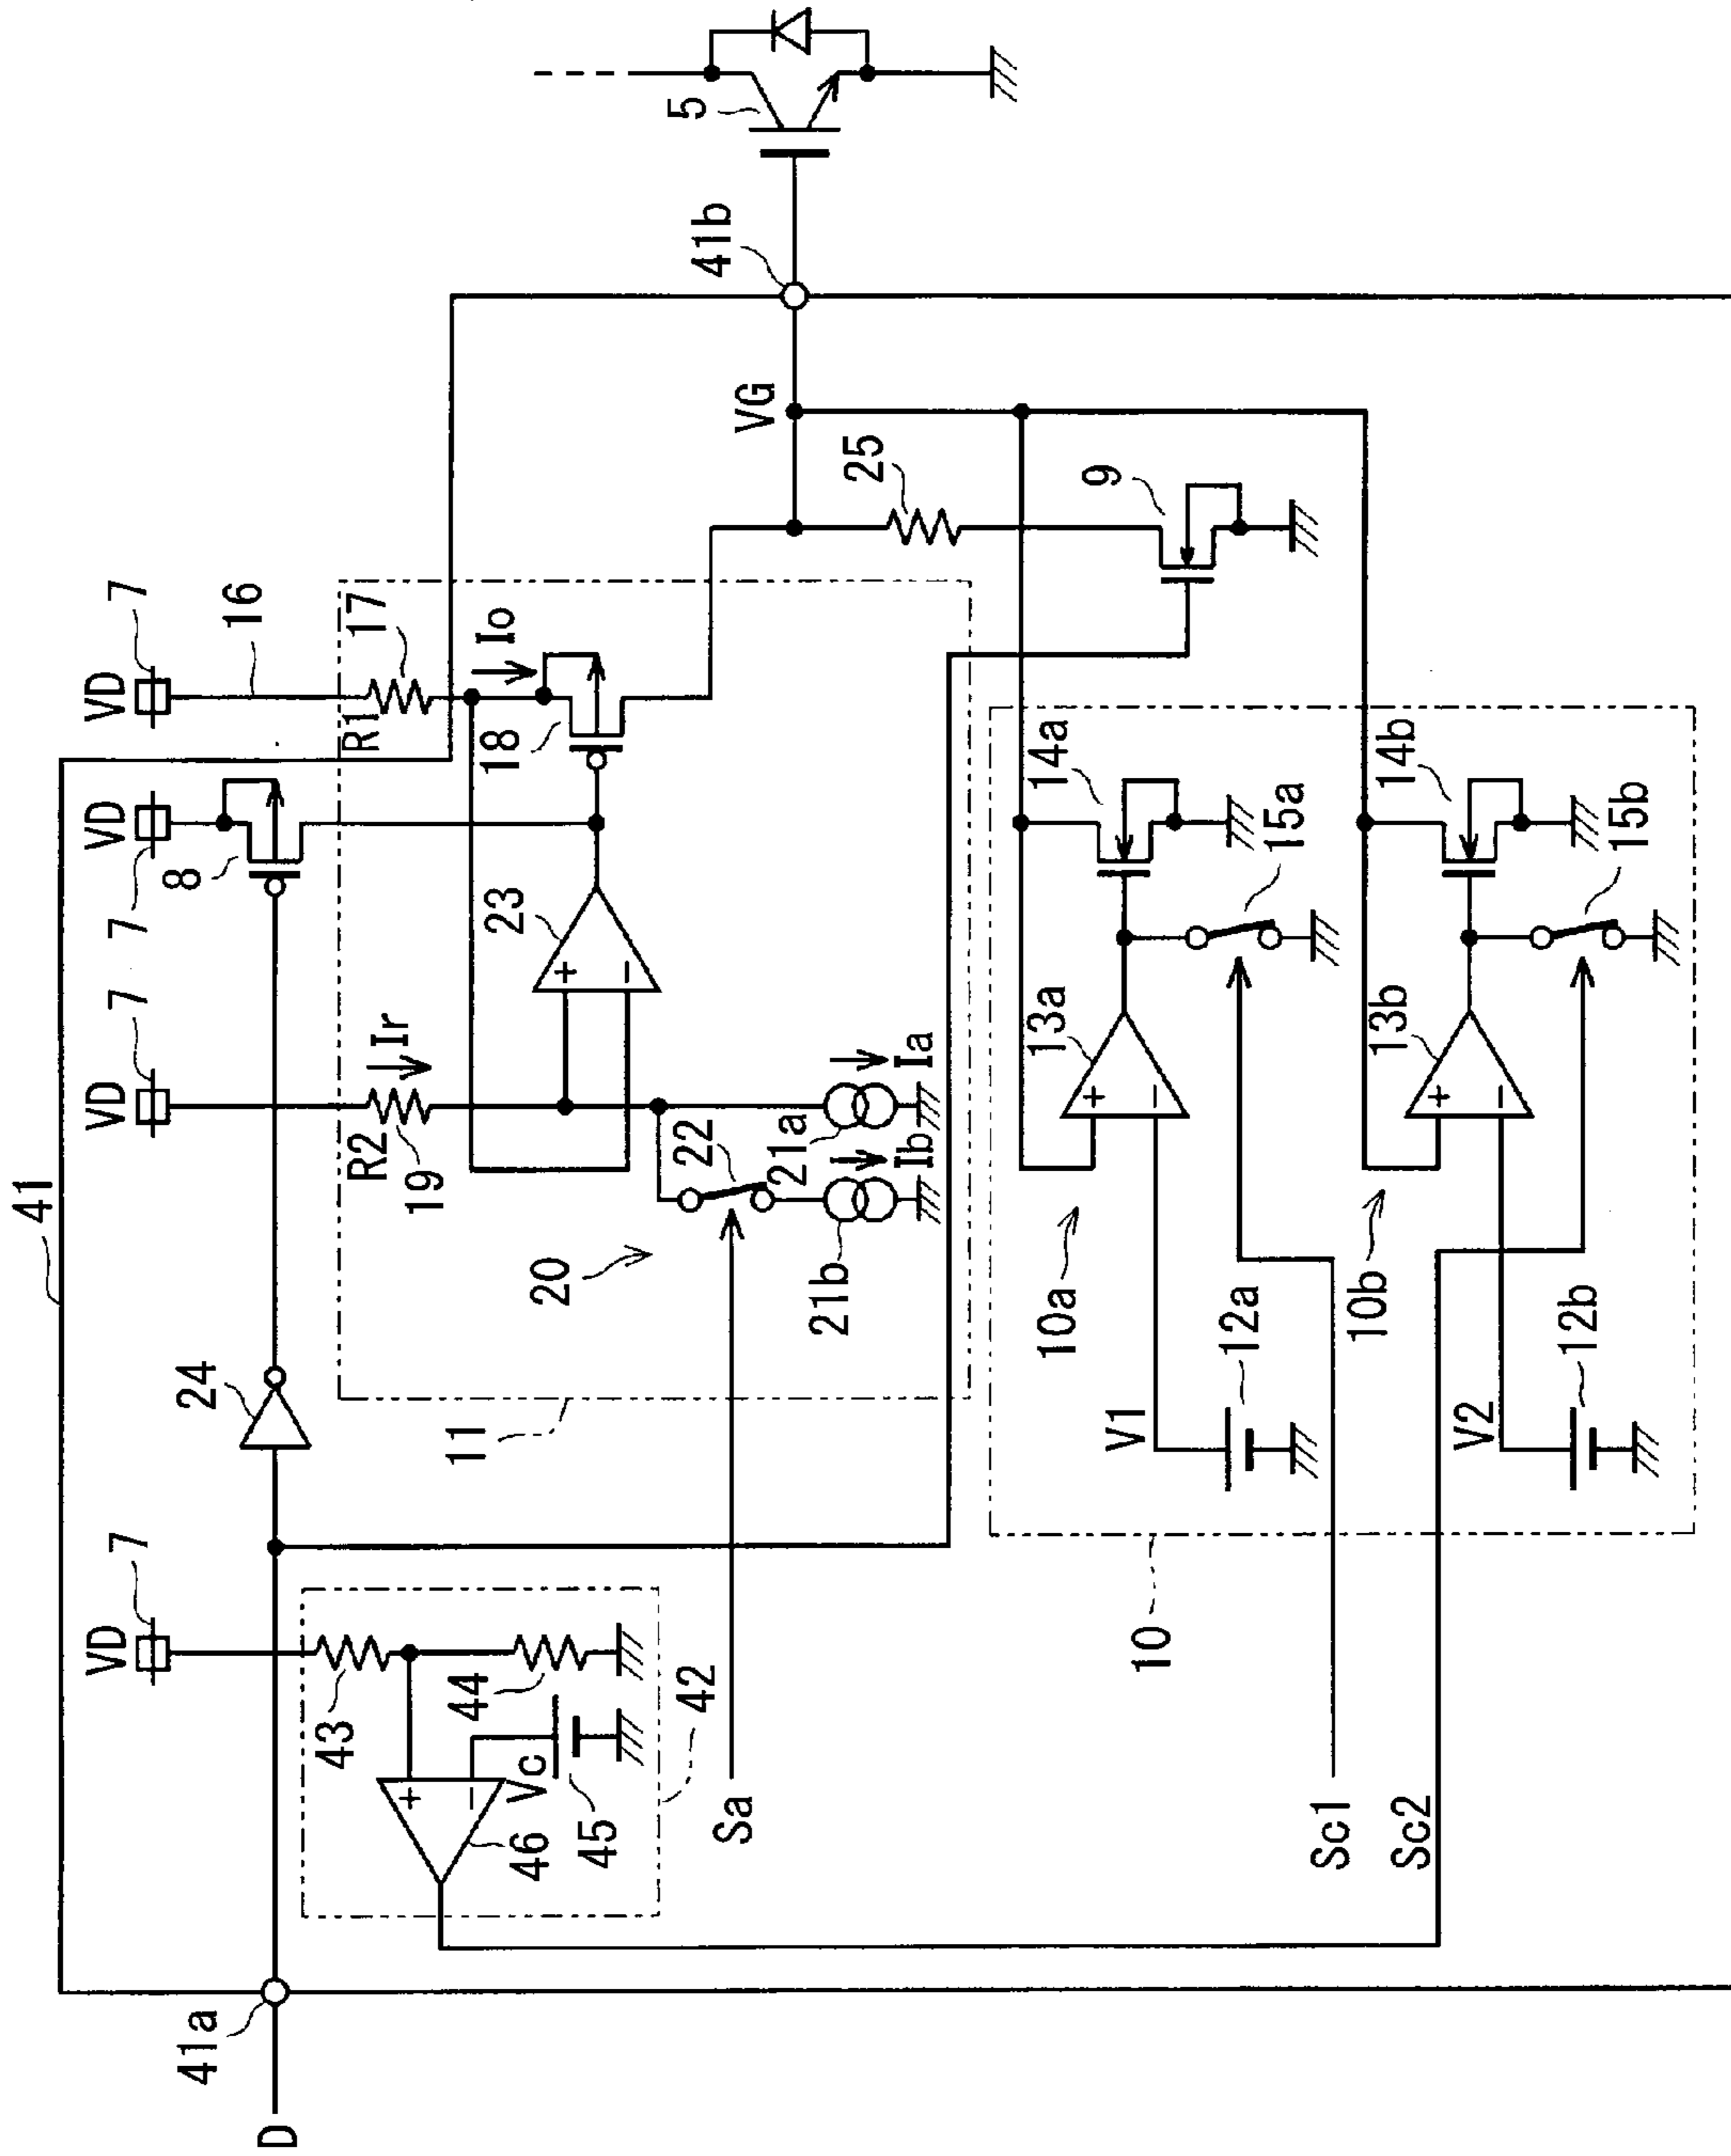 41
VD
7
VD
7
VD
7
VD
7
16
8
24
R1
17
R2
19
Ir
Io
18
23
+
−
43
44
+
−
46
Vc
45
42
11
20
22
21a
21b
Ia
Ib
41a
D
Sa
VG
41b
5
25
9
10
10a
13a
+
−
14a
15a
V1
12a
10b
13b
+
−
14b
15b
V2
12b
Sc1
Sc2